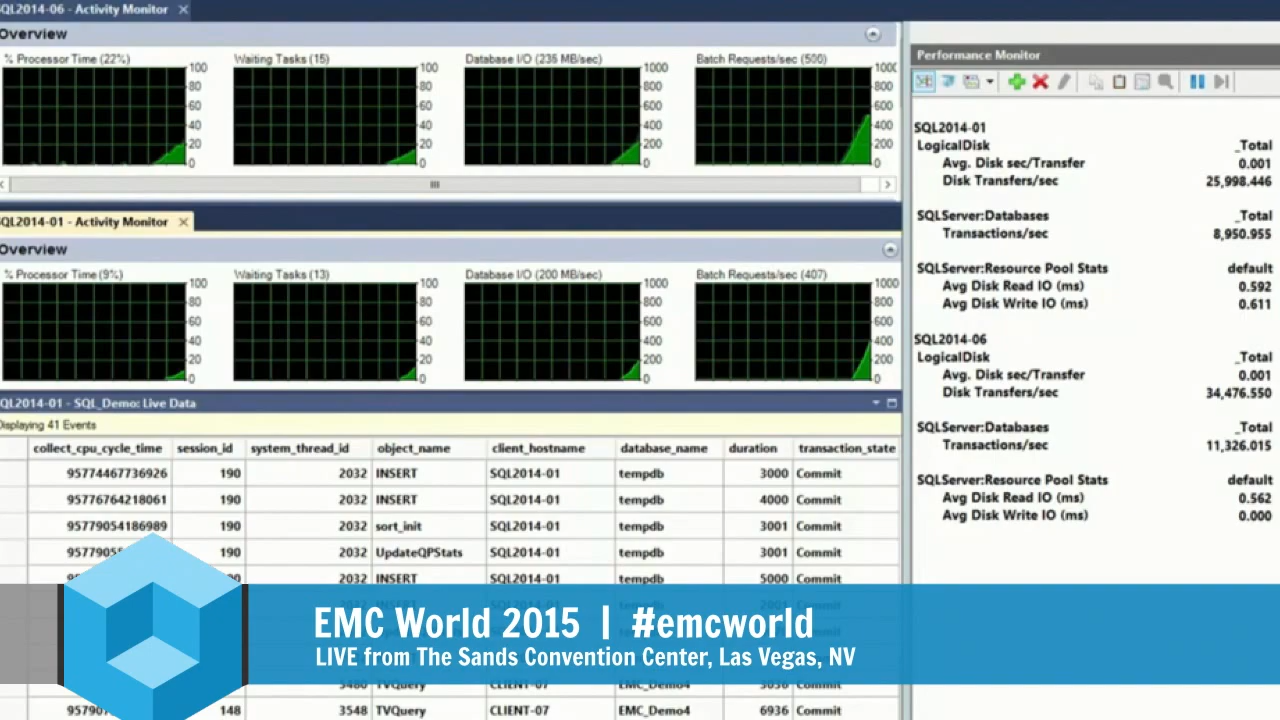 QL2014-06 - Activity Monitor
Overview
% Processor Time (22%) Waiting Tasks (15) Database I/O (236 MB/sec) Batch Requests/sec (500)
100 100 1000 1000
80 80 800 800
60 60 600 600
40 40 400 400
20 20 200 200
0 0 0 0
QL2014-01 - Activity Monitor
Overview
% Processor Time (9%) Waiting Tasks (13) Database I/O (200 MB/sec) Batch Requests/sec (407)
100 100 1000 1000
80 80 800 800
60 60 600 600
40 40 400 400
20 20 200 200
0 0 0 0
QL2014-01 - SQL_Demo: Live Data
Displaying 41 Events
collect_cpu_cycle_time session_id system_thread_id object_name client_hostname database_name duration transaction_state
95774467736926 190 2032 INSERT SQL2014-01 tempdb 3000 Commit
95776764218061 190 2032 INSERT SQL2014-01 tempdb 4000 Commit
95779054186989 190 2032 sort_init SQL2014-01 tempdb 3001 Commit
190 2032 UpdateQPStats SQL2014-01 tempdb 3001 Commit
2032 INSERT SQL2014-01 tempdb 5000 Commit
TVQuery CLIENT-07 EMC_Demo4 Commit
148 3548 TVQuery CLIENT-07 EMC_Demo4 6936 Commit
Performance Monitor
SQL2014-01
LogicalDisk _Total
Avg. Disk sec/Transfer 0.001
Disk Transfers/sec 25,998.446
SQLServer:Databases _Total
Transactions/sec 8,950.955
SQLServer:Resource Pool Stats default
Avg Disk Read IO (ms) 0.592
Avg Disk Write IO (ms) 0.611
SQL2014-06
LogicalDisk _Total
Avg. Disk sec/Transfer 0.001
Disk Transfers/sec 34,476.550
SQLServer:Databases _Total
Transactions/sec 11,326.015
SQLServer:Resource Pool Stats default
Avg Disk Read IO (ms) 0.562
Avg Disk Write IO (ms) 0.000
EMC World 2015 | #emcworld
LIVE from The Sands Convention Center, Las Vegas, NV